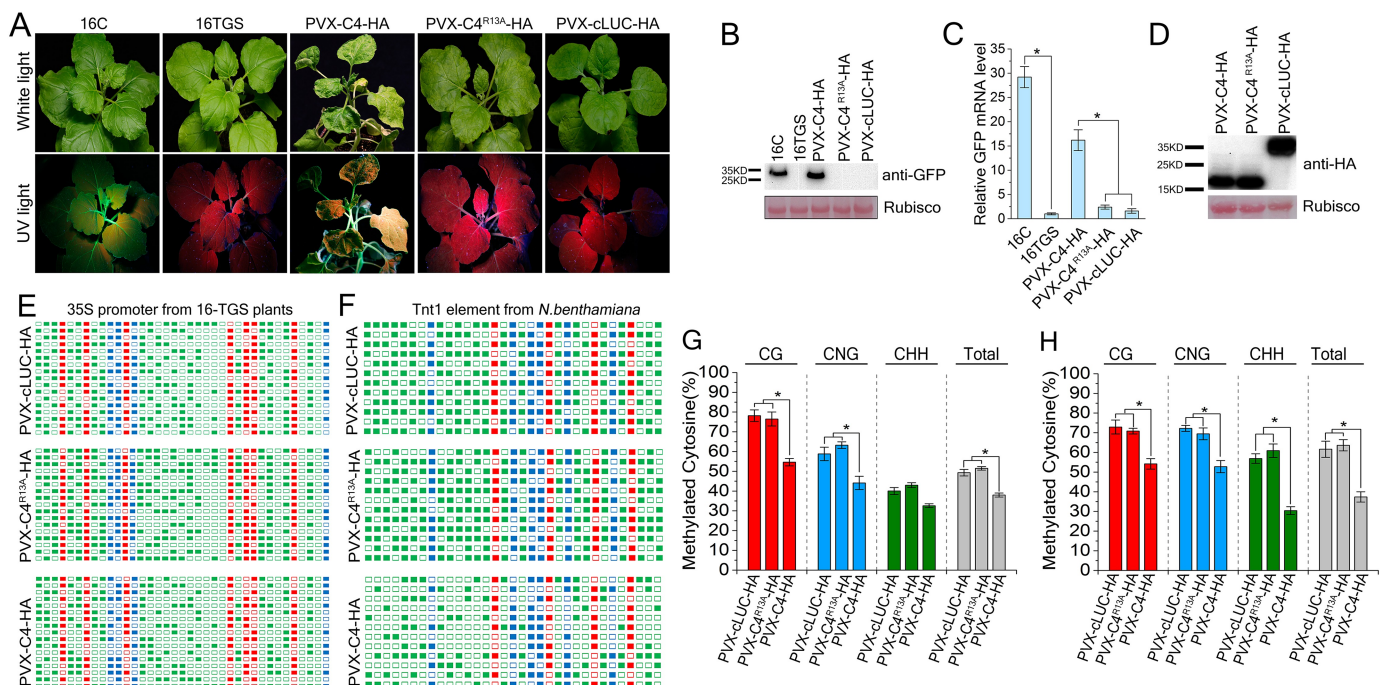 A
16C
16TGS
PVX-C4-HA
PVX-C4R13A-HA
PVX-cLUC-HA
White light
UV light
B
16C
16TGS
PVX-C4-HA
PVX-C4 R13A-HA
PVX-cLUC-HA
35KD
25KD
anti-GFP
Rubisco
C
Relative GFP mRNA level
35
30
25
20
15
10
5
0
*
*
16C
16TGS
PVX-C4-HA
PVX-C4 R13A-HA
PVX-cLUC-HA
D
PVX-C4-HA
PVX-C4 R13A-HA
PVX-cLUC-HA
35KD
25KD
15KD
anti-HA
Rubisco
E
35S promoter from 16-TGS plants
PVX-cLUC-HA
PVX-C4R13A-HA
PVX-C4-HA
F
Tnt1 element from N.benthamiana
PVX-cLUC-HA
PVX-C4R13A-HA
PVX-C4-HA
G
CG CNG CHH Total
Methylated Cytosine(%)
100
90
80
70
60
50
40
30
20
10
0
*
*
*
PVX-cLUC-HA
PVX-C4R13A-HA
PVX-C4-HA
PVX-cLUC-HA
PVX-C4R13A-HA
PVX-C4-HA
PVX-cLUC-HA
PVX-C4R13A-HA
PVX-C4-HA
PVX-cLUC-HA
PVX-C4R13A-HA
PVX-C4-HA
H
CG CNG CHH Total
Methylated Cytosine(%)
100
90
80
70
60
50
40
30
20
10
0
*
*
*
*
PVX-cLUC-HA
PVX-C4R13A-HA
PVX-C4-HA
PVX-cLUC-HA
PVX-C4R13A-HA
PVX-C4-HA
PVX-cLUC-HA
PVX-C4R13A-HA
PVX-C4-HA
PVX-cLUC-HA
PVX-C4R13A-HA
PVX-C4-HA